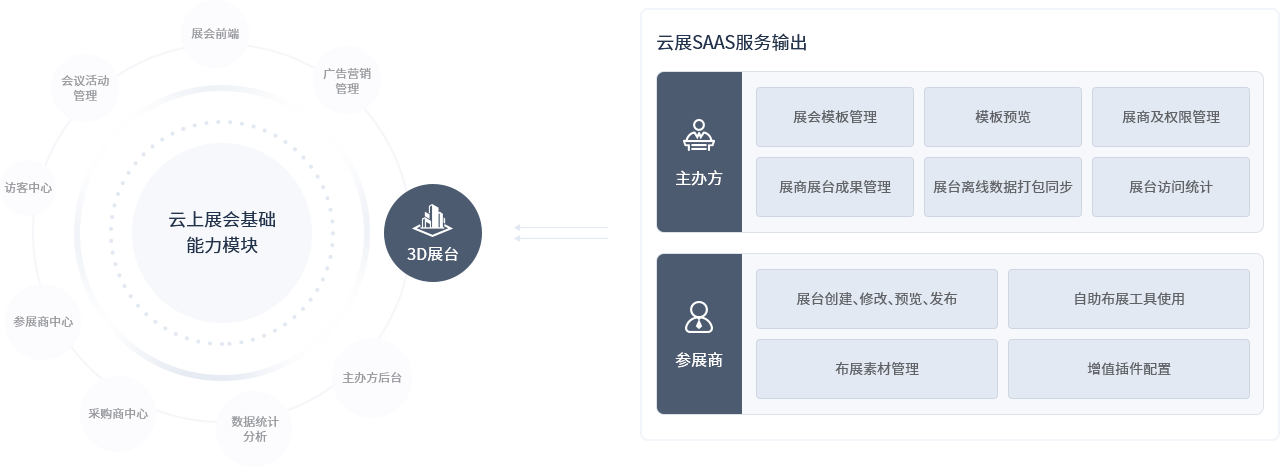 展会前端
广告营销
管理
会议活动
管理
访客中心
云上展会基础
能力模块
3D展台
参展商中心
主办方后台
采购商中心
数据统计
分析
云展SAAS服务输出
主办方
展会模板管理
模板预览
展商及权限管理
展商展台成果管理
展台离线数据打包同步
展台访问统计
参展商
展台创建、修改、预览、发布
自助布展工具使用
布展素材管理
增值插件配置